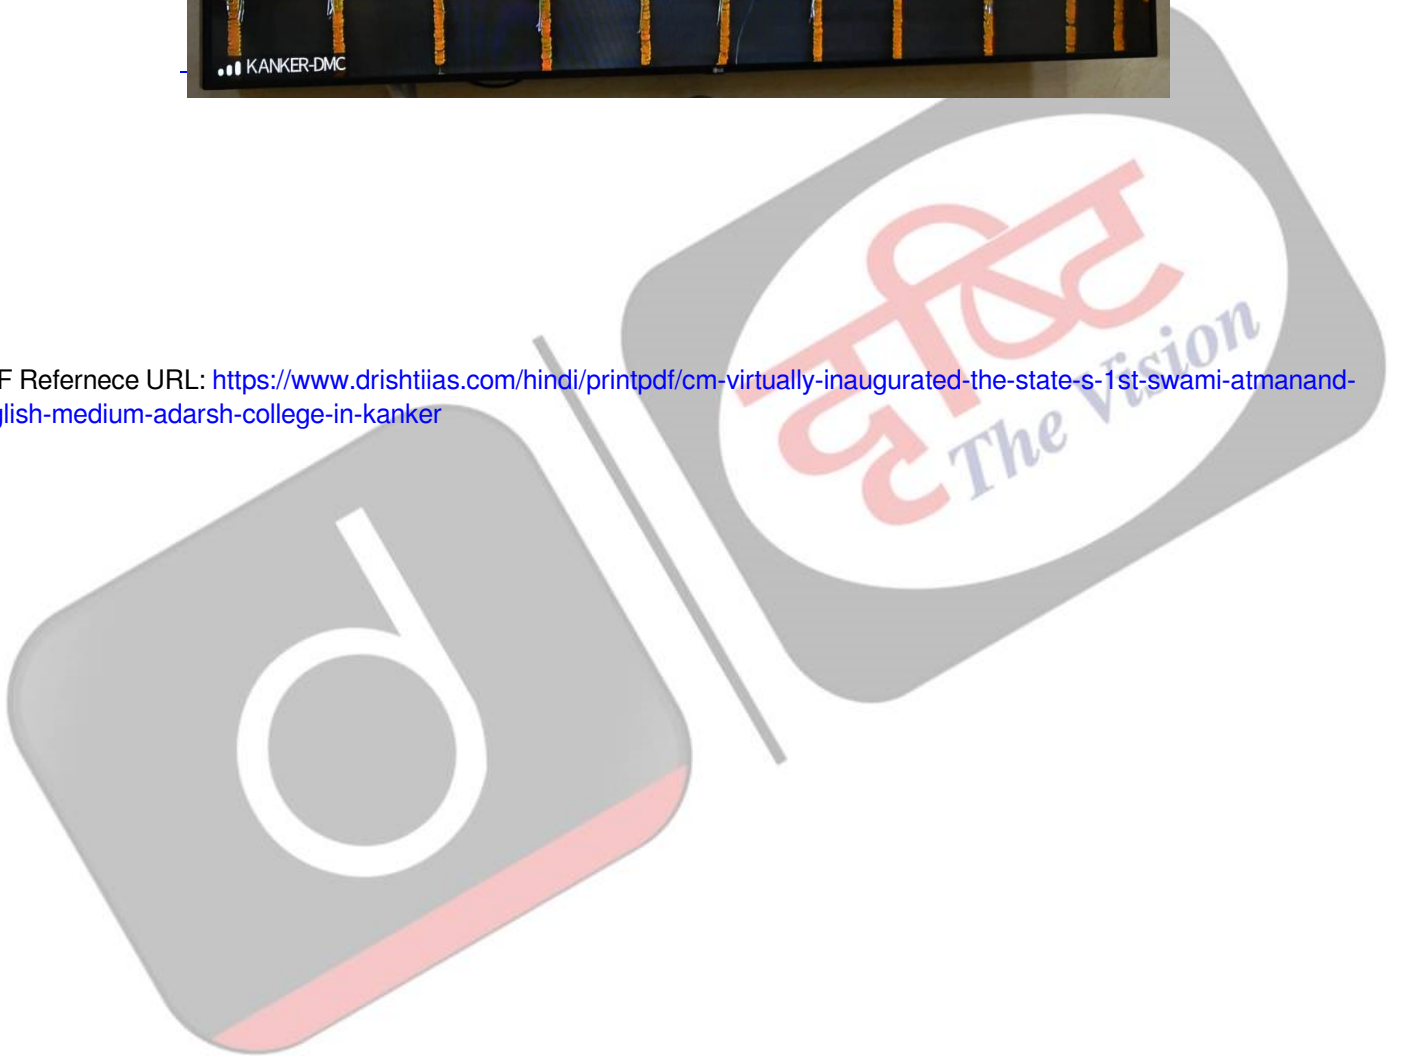 KANKER-DMC
दृष्टि
The Vision
F Refernece URL: https://www.drishtiias.com/hindi/printpdf/cm-virtually-inaugurated-the-state-s-1st-swami-atmanand-
glish-medium-adarsh-college-in-kanker
d